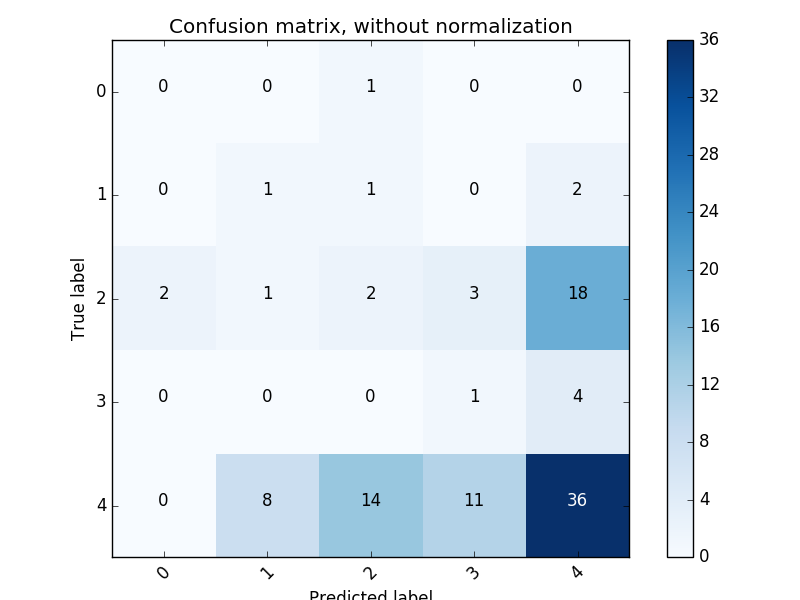 Confusion matrix, without normalization
0 0 0 1 0 0
1 0 1 1 0 2
2 2 1 2 3 18
3 0 0 0 1 4
4 0 8 14 11 36
0 1 2 3 4
True label
Predicted label
36
32
28
24
20
16
12
8
4
0